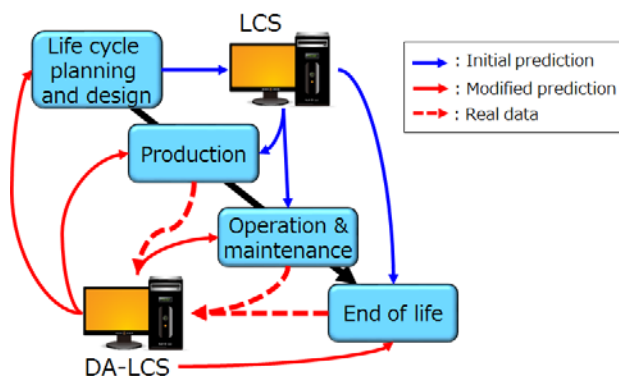 LCS
Life cycle
planning
and design
Production
Operation &
maintenance
End of life
DA-LCS
: Initial prediction
: Modified prediction
: Real data